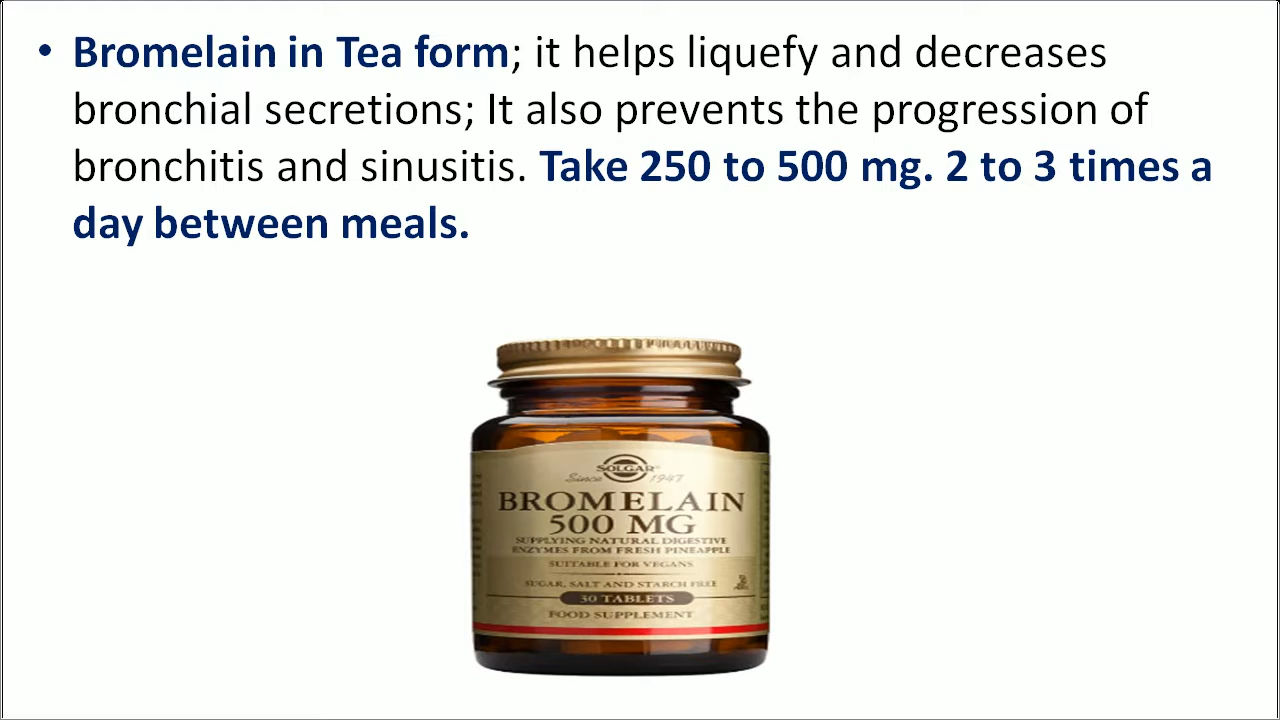 • Bromelain in Tea form; it helps liquefy and decreases
bronchial secretions; It also prevents the progression of
bronchitis and sinusitis. Take 250 to 500 mg. 2 to 3 times a
day between meals.
SOLGAR®
Since 1947
BROMELAIN
500 MG
SUPPLYING NATURAL DIGESTIVE
ENZYMES FROM FRESH PINEAPPLE
SUITABLE FOR VEGANS
SUGAR, SALT AND STARCH FREE
30 TABLETS
FOOD SUPPLEMENT